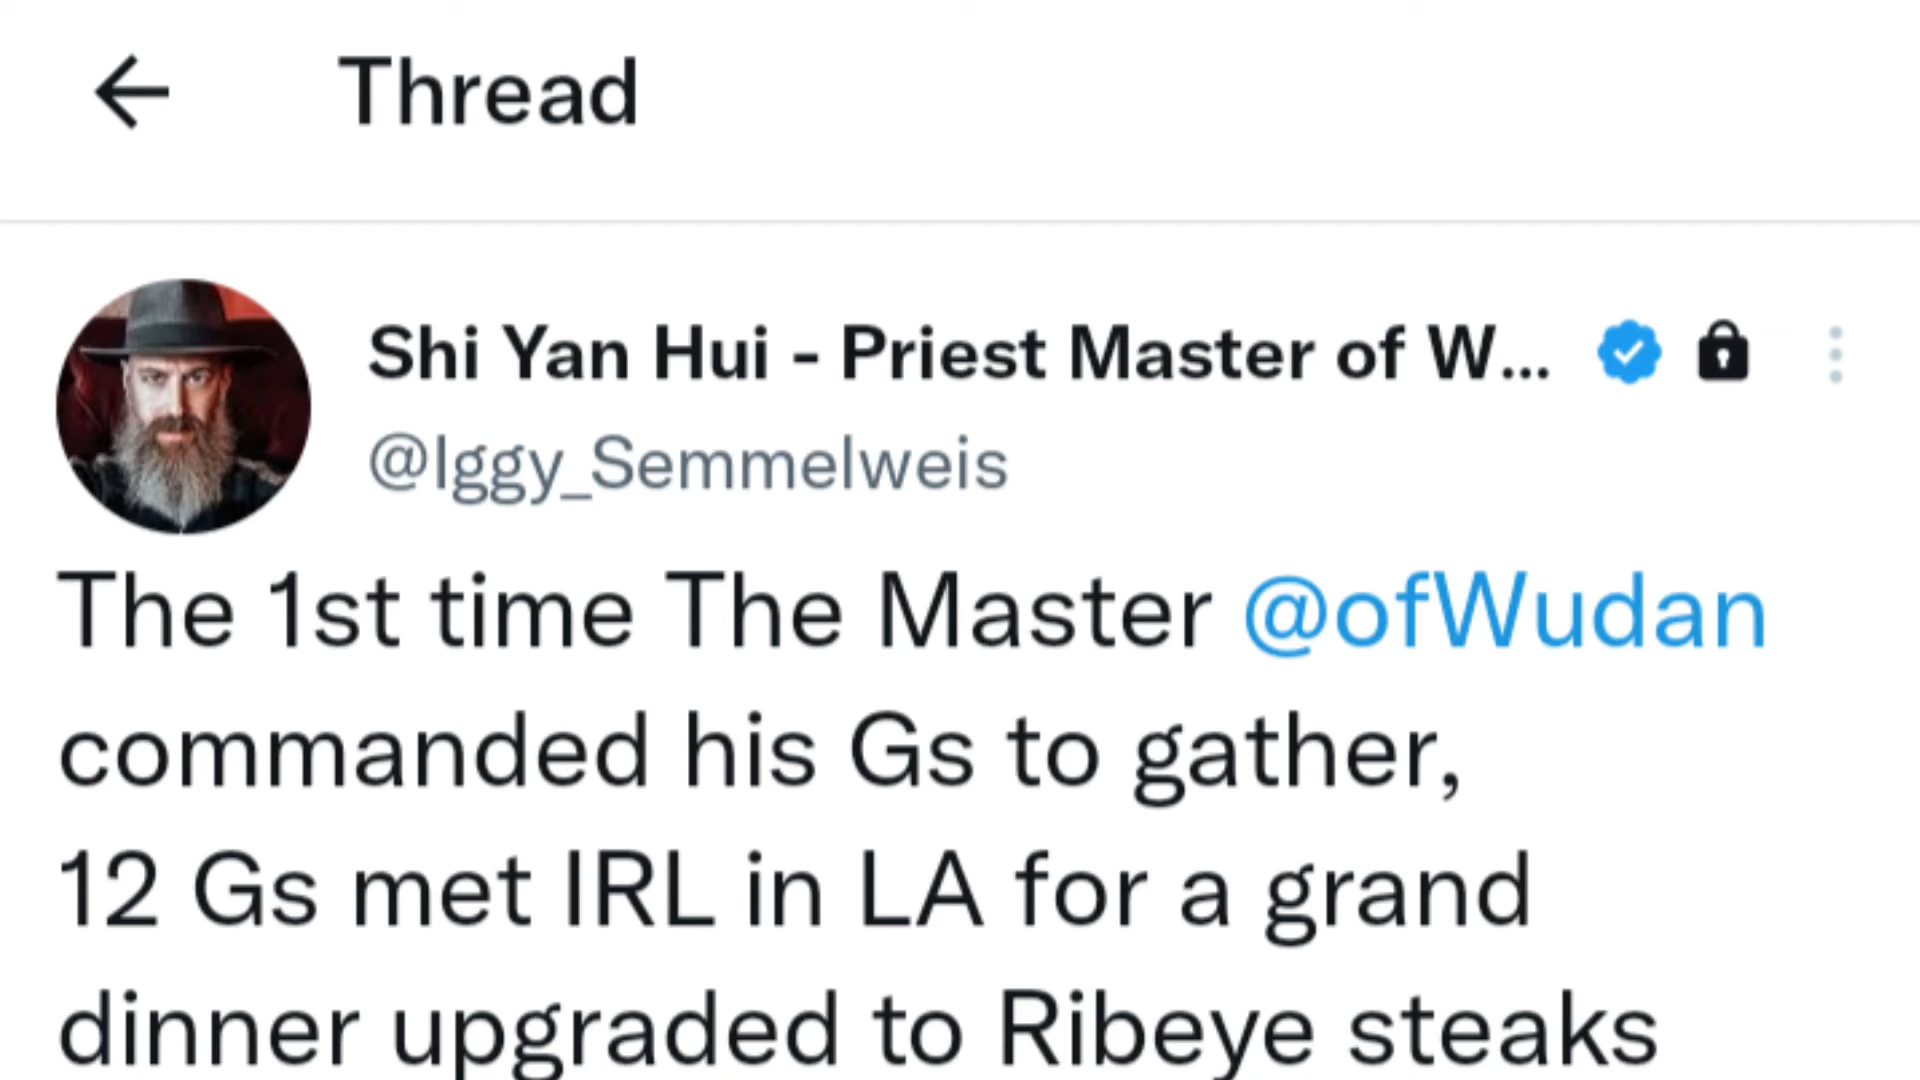 Thread
Shi Yan Hui - Priest Master of W...
@Iggy_Semmelweis
The 1st time The Master @ofWudan
commanded his Gs to gather,
12 Gs met IRL in LA for a grand
dinner upgraded to Ribeye steaks